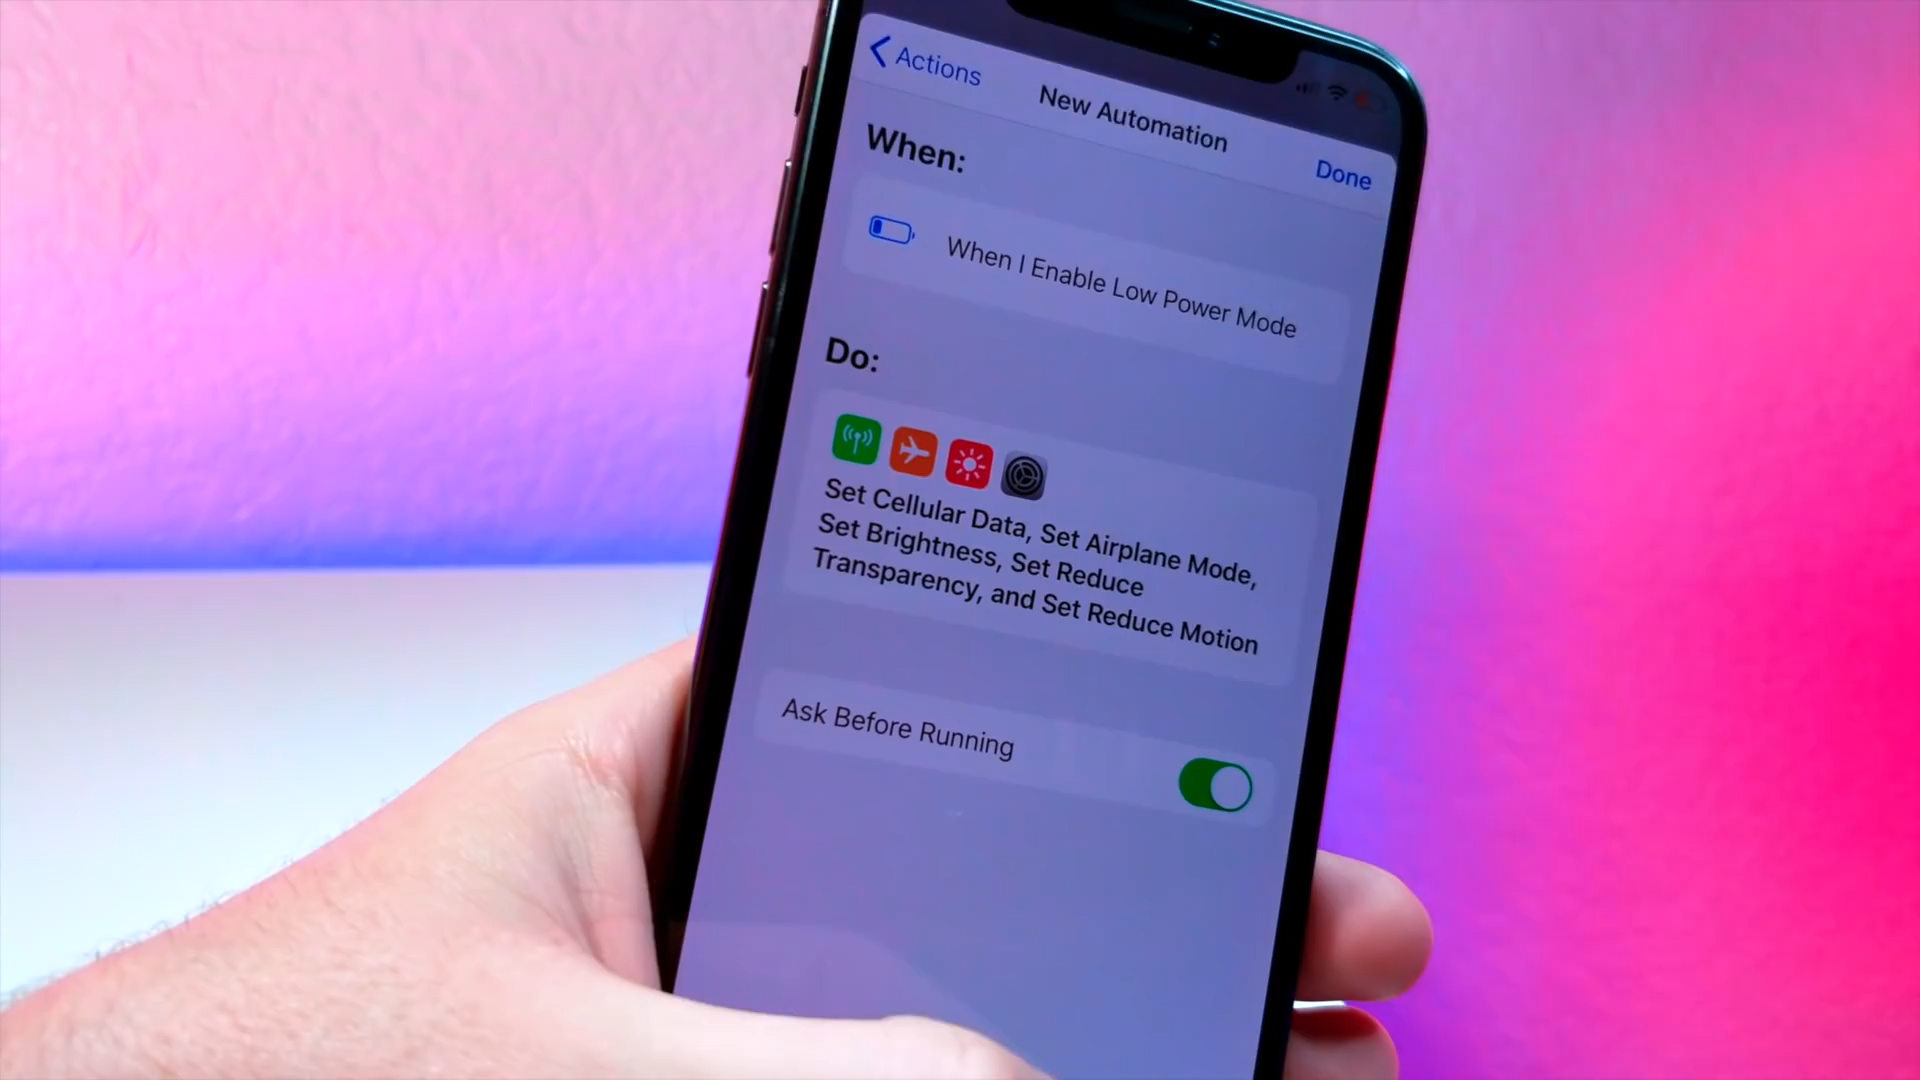 Actions
New Automation
Done
When:
When I Enable Low Power Mode
Do:
Set Cellular Data, Set Airplane Mode,
Set Brightness, Set Reduce
Transparency, and Set Reduce Motion
Ask Before Running